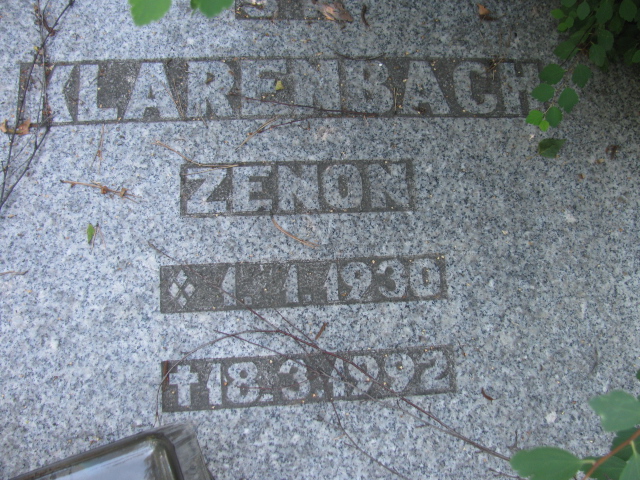 KLARENBACH
ZENON
1.1.1930
✝18.3.1992